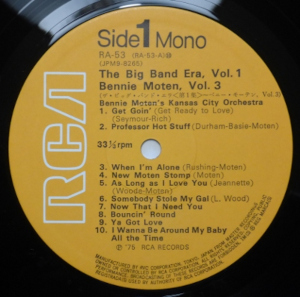 Side 1 Mono
RA-53 (RA-53-A)
(JPM9-8265)
The Big Band Era, Vol. 1
Bennie Moten, Vol. 3
Bennie Moten's Kansas City Orchestra
1. Get Goin' (Get Ready to Love)
(Seymour-Rich)
2. Professor Hot Stuff (Durham-Basie-Moten)
33⅓ rpm
3. When I'm Alone (Rushing-Moten)
4. New Moten Stomp (Moten)
5. As Long as I Love You (Jeannette)
(Woode-Moten)
6. Somebody Stole My Gal (L. Wood)
7. Now That I Need You
8. Bouncin' Round
9. Ya Got Love
10. I Wanna Be Around My Baby
All the Time
℗ '76 RCA RECORDS
RCA